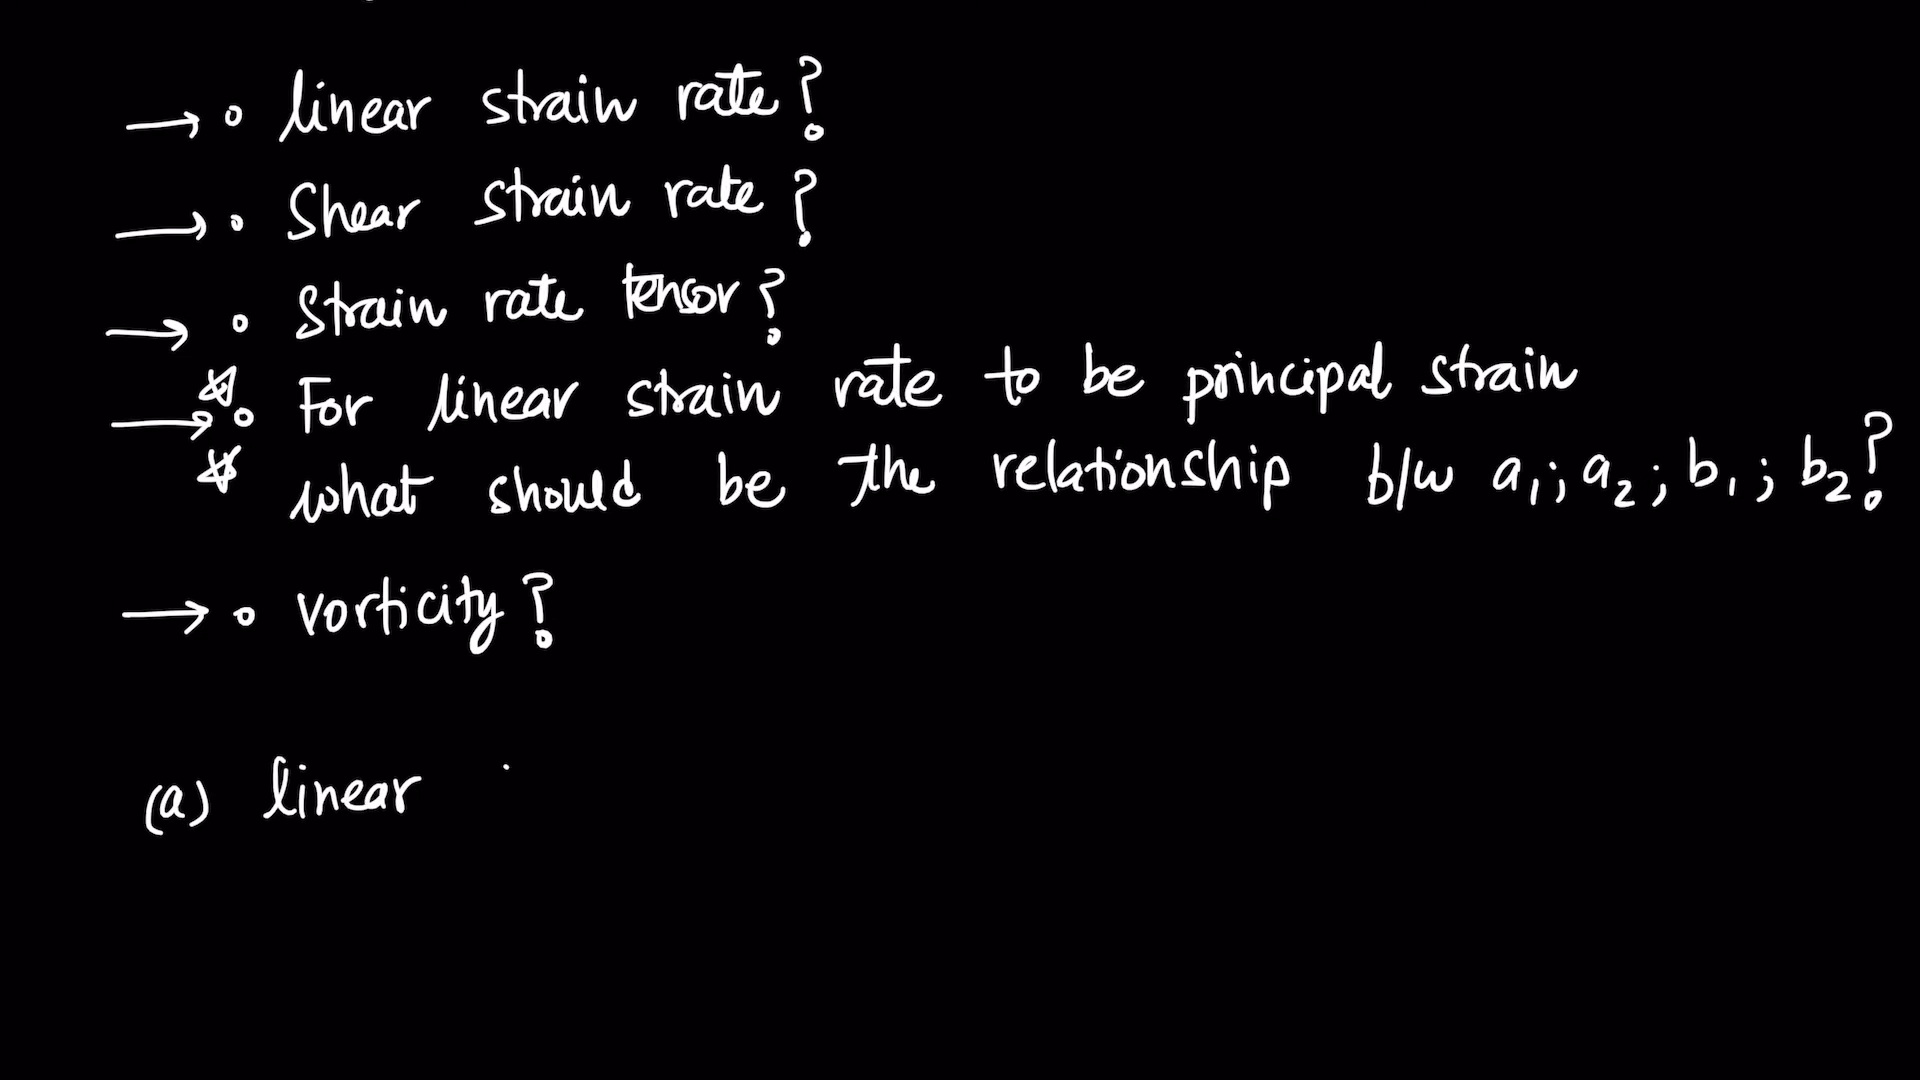 → • linear strain rate?
→ • Shear strain rate?
→ • Strain rate tensor?
→ • For linear strain rate to be principal strain
what should be the relationship b/w a₁; a₂; b₁; b₂?
→ • vorticity?
(a) linear